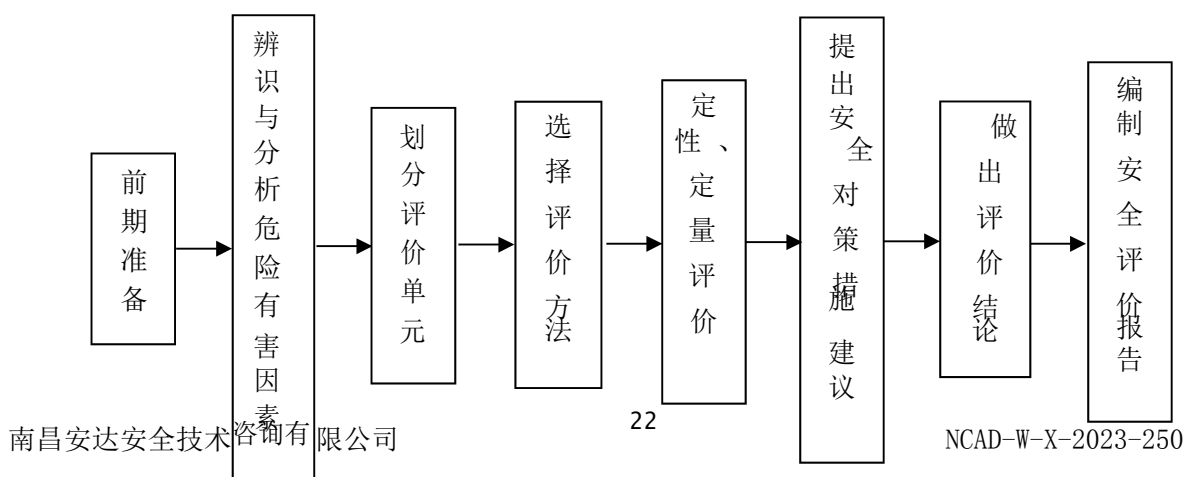 前期准备
辨识与分析危险有害因素
划分评价单元
选择评价方法
定性、定量评价
提出安全对策措施建议
做出评价结论
编制安全评价报告
南昌安达安全技术咨询有限公司
22
NCAD-W-X-2023-250